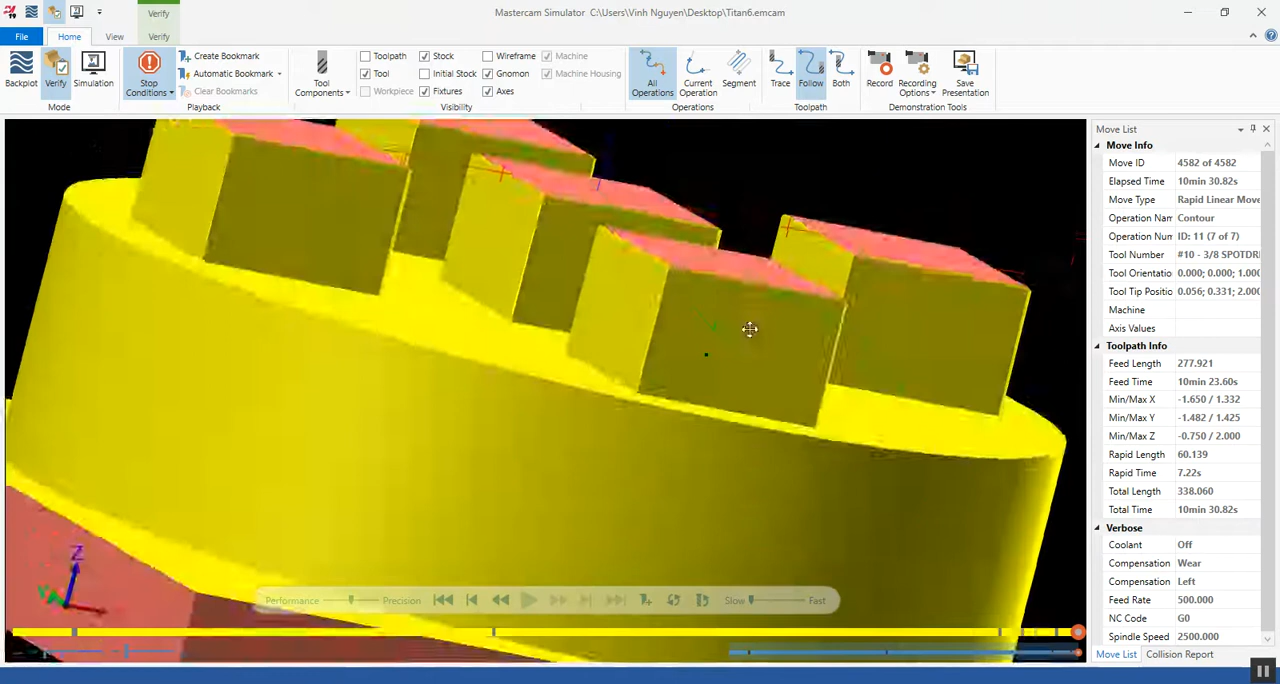 Verify
Mastercam Simulator C:\Users\Vinh Nguyen\Desktop\Titan6.emcam
File
Home
View
Verify
Backplot
Verify
Simulation
Mode
Stop Conditions
Create Bookmark
Automatic Bookmark
Clear Bookmarks
Playback
Tool Components
Toolpath
Stock
Wireframe
Machine
Tool
Initial Stock
Gnomon
Machine Housing
Workpiece
Fixtures
Axes
Visibility
All Operations
Current Operation
Segment
Operations
Trace
Follow
Both
Toolpath
Record
Recording Options
Save Presentation
Demonstration Tools
Move List
Move Info
Move ID 4582 of 4582
Elapsed Time 10min 30.82s
Move Type Rapid Linear Move
Operation Nam Contour
Operation Num ID: 11 (7 of 7)
Tool Number #10 - 3/8 SPOTDR
Tool Orientatio 0.000; 0.000; 1.000
Tool Tip Positio 0.056; 0.331; 2.000
Machine
Axis Values
Toolpath Info
Feed Length 277.921
Feed Time 10min 23.60s
Min/Max X -1.650 / 1.332
Min/Max Y -1.482 / 1.425
Min/Max Z -0.750 / 2.000
Rapid Length 60.139
Rapid Time 7.22s
Total Length 338.060
Total Time 10min 30.82s
Verbose
Coolant Off
Compensation Wear
Compensation Left
Feed Rate 500.000
NC Code G0
Spindle Speed 2500.000
Move List
Collision Report
Performance
Precision
Slow
Fast
Z